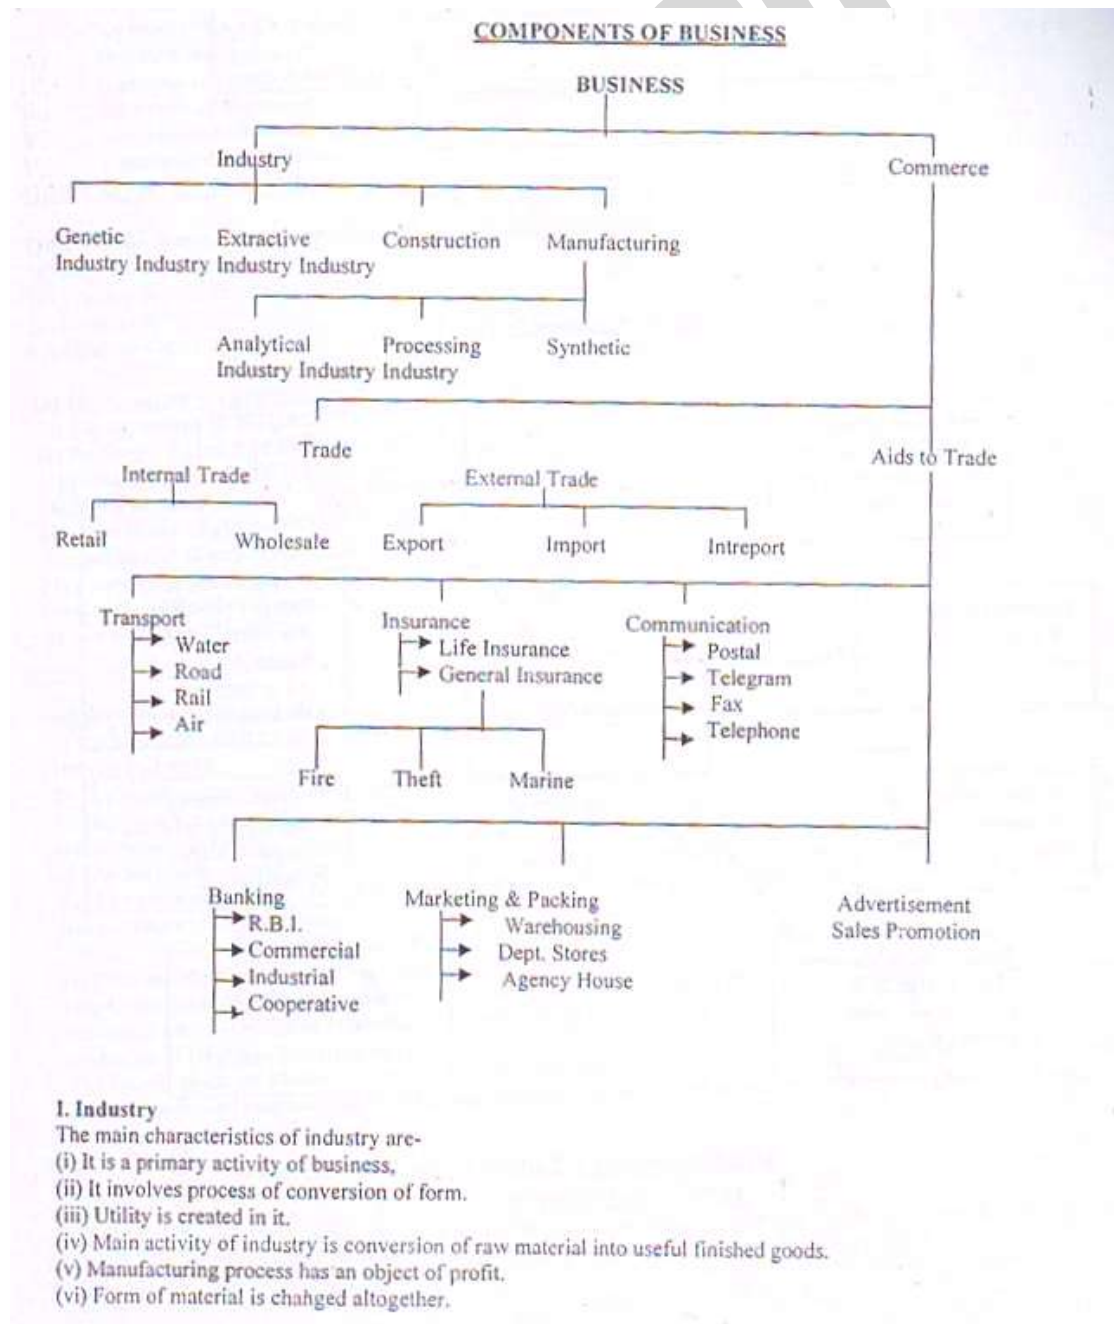 COMPONENTS OF BUSINESS
BUSINESS
Industry
Commerce
Genetic Extractive Construction Manufacturing
Industry Industry Industry Industry
Analytical Processing Synthetic
Industry Industry Industry
Trade
Aids to Trade
Internal Trade External Trade
Retail Wholesale Export Import Intreport
Transport Insurance Communication
Water Life Insurance Postal
Road General Insurance Telegram
Rail Fax
Air Telephone
Fire Theft Marine
Banking Marketing & Packing Advertisement
R.B.I. Warehousing Sales Promotion
Commercial Dept. Stores
Industrial Agency House
Cooperative
I. Industry
The main characteristics of industry are-
(i) It is a primary activity of business,
(ii) It involves process of conversion of form.
(iii) Utility is created in it.
(iv) Main activity of industry is conversion of raw material into useful finished goods.
(v) Manufacturing process has an object of profit.
(vi) Form of material is chahged altogether.